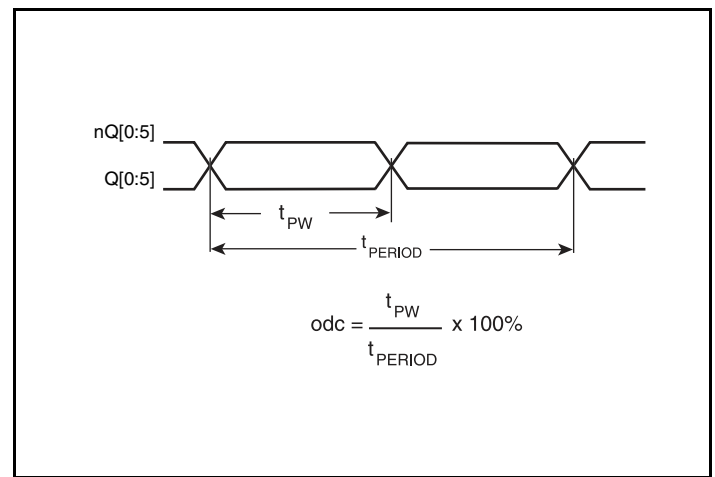 nQ[0:5]
Q[0:5]
tPW
tPERIOD
odc = tPW / tPERIOD x 100%